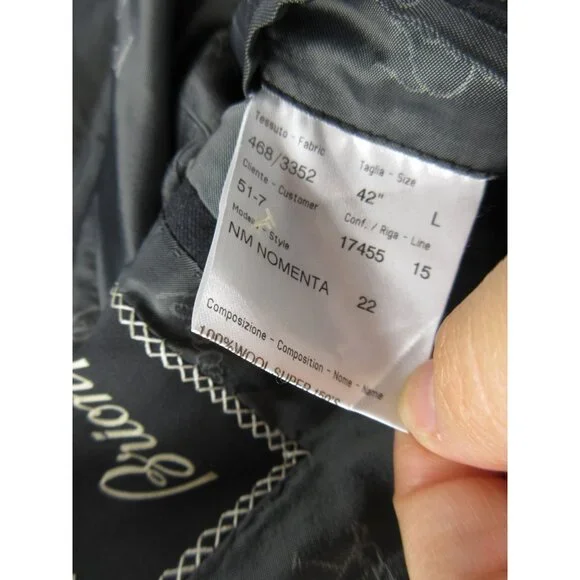 Tessuto - Fabric
468/3352
Taglia - Size
42" L
Cliente - Customer
51-7
Conf. / Riga - Line
17455 15
Style
NM NOMENTA
22
Composizione - Composition - Nome - Name
100%WOOL SUPER 150'S
Brioni